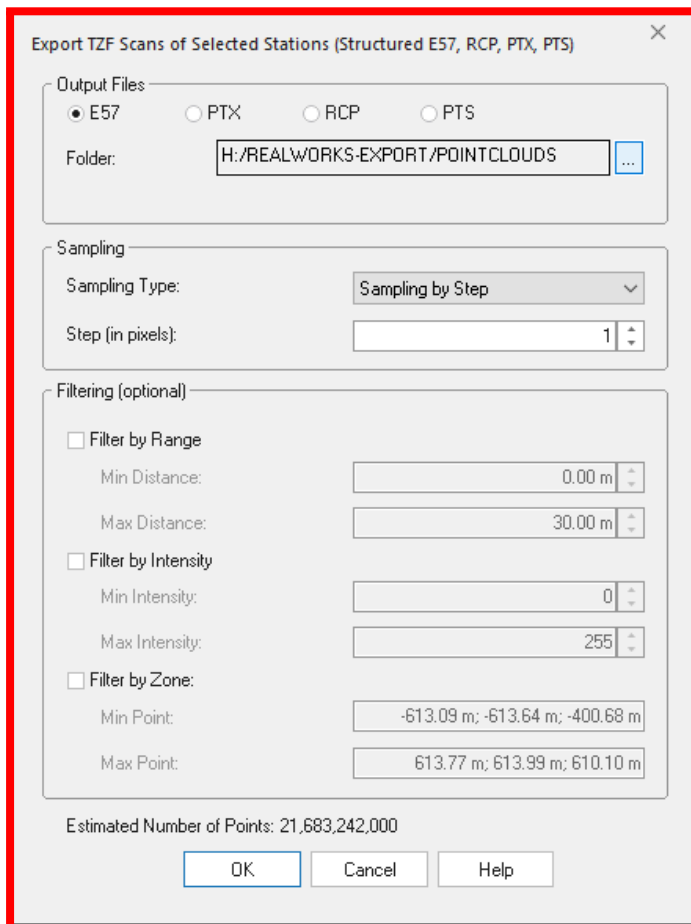 Export TZF Scans of Selected Stations (Structured E57, RCP, PTX, PTS)
Output Files
E57 PTX RCP PTS
Folder: H:/REALWORKS-EXPORT/POINTCLOUDS ...
Sampling
Sampling Type: Sampling by Step
Step (in pixels): 1
Filtering (optional)
Filter by Range
Min Distance: 0.00 m
Max Distance: 30.00 m
Filter by Intensity
Min Intensity: 0
Max Intensity: 255
Filter by Zone:
Min Point: -613.09 m; -613.64 m; -400.68 m
Max Point: 613.77 m; 613.99 m; 610.10 m
Estimated Number of Points: 21,683,242,000
OK Cancel Help